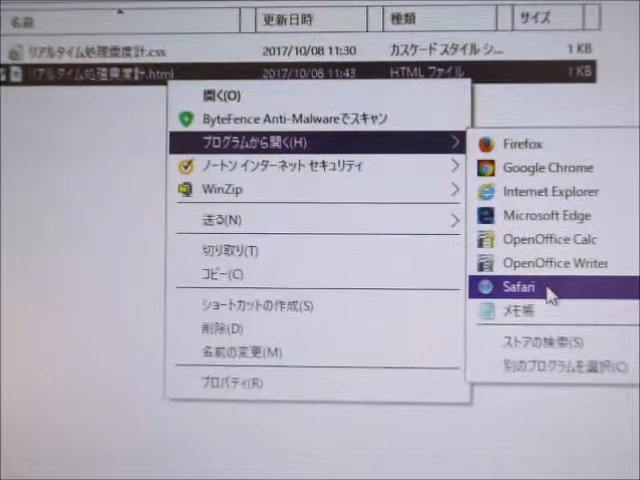 名前 更新日時 種類 サイズ
リアルタイム処理震度計.css 2017/10/08 11:30 カスケード スタイル シ... 1 KB
リアルタイム処理震度計.html 2017/10/08 11:43 HTML ファイル 1 KB
開く(O)
ByteFence Anti-Malwareでスキャン
プログラムから開く(H)
ノートン インターネット セキュリティ
WinZip
送る(N)
切り取り(T)
コピー(C)
ショートカットの作成(S)
削除(D)
名前の変更(M)
プロパティ(R)
Firefox
Google Chrome
Internet Explorer
Microsoft Edge
OpenOffice Calc
OpenOffice Writer
Safari
メモ帳
ストアの検索(S)
別のプログラムを選択(C)